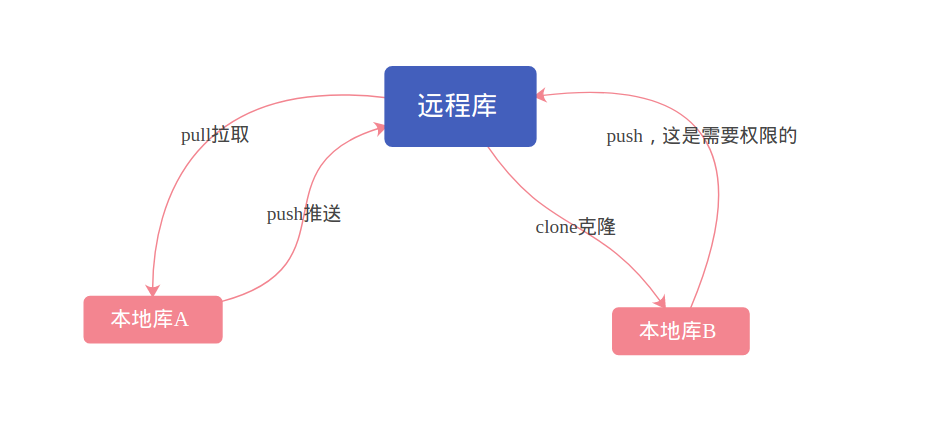 远程库
pull拉取
push，这是需要权限的
push推送
clone克隆
本地库A
本地库B